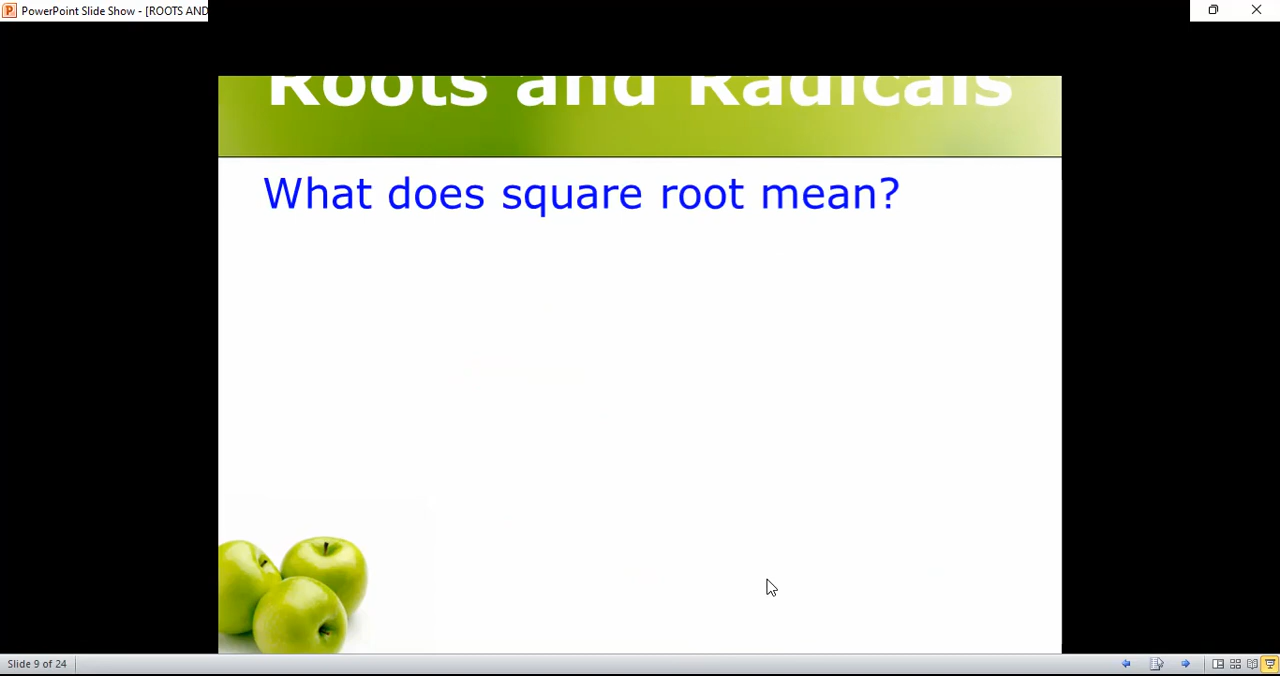 PowerPoint Slide Show - [ROOTS AND
Roots and Radicals
What does square root mean?
Slide 9 of 24